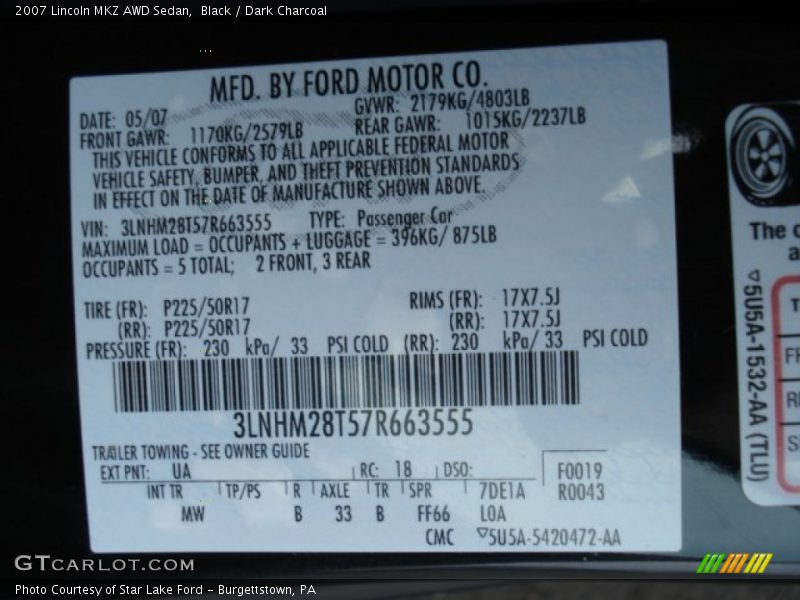 2007 Lincoln MKZ AWD Sedan, Black / Dark Charcoal
MFD. BY FORD MOTOR CO.
DATE: 05/07 GVWR: 2179KG/4803LB
FRONT GAWR: 1170KG/2579LB REAR GAWR: 1015KG/2237LB
THIS VEHICLE CONFORMS TO ALL APPLICABLE FEDERAL MOTOR
VEHICLE SAFETY, BUMPER, AND THEFT PREVENTION STANDARDS
IN EFFECT ON THE DATE OF MANUFACTURE SHOWN ABOVE.
VIN: 3LNHM28T57R663555 TYPE: Passenger Car
MAXIMUM LOAD = OCCUPANTS + LUGGAGE = 396KG/ 875LB
OCCUPANTS = 5 TOTAL; 2 FRONT, 3 REAR
TIRE (FR): P225/50R17 RIMS (FR): 17X7.5J
(RR): P225/50R17 (RR): 17X7.5J
PRESSURE (FR): 230 kPa/ 33 PSI COLD (RR): 230 kPa/ 33 PSI COLD
3LNHM28T57R663555
TRAILER TOWING - SEE OWNER GUIDE
EXT PNT: UA RC: 18 DSO: F0019
INT TR TP/PS R AXLE TR SPR 7DE1A R0043
MW B 33 B FF66 LOA
CMC ▽5U5A-5420472-AA
The
▽5U5A-1532-AA (TLU)
GTCARLOT.COM
Photo Courtesy of Star Lake Ford - Burgettstown, PA